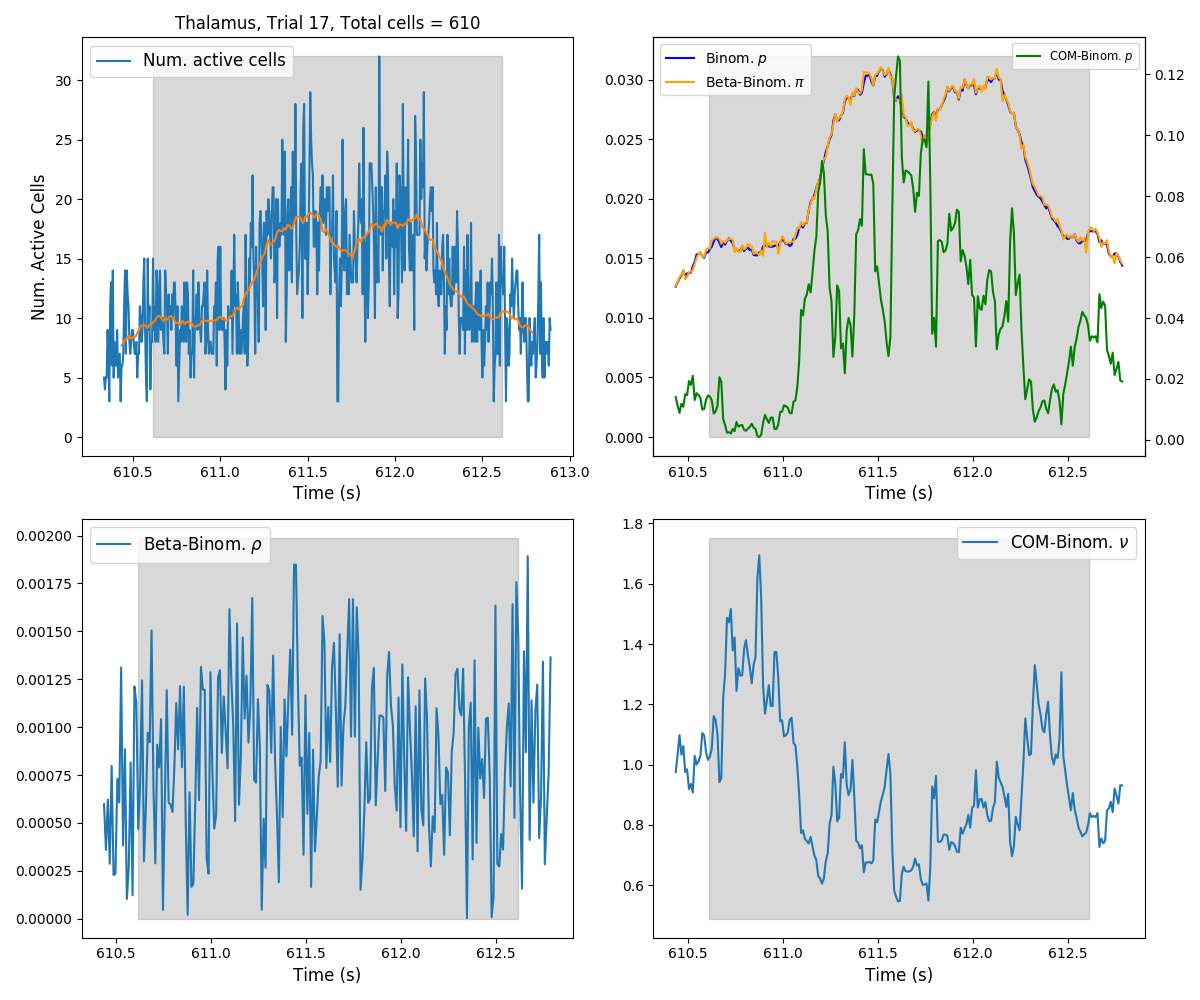 Thalamus, Trial 17, Total cells = 610
Num. active cells
30
25
20
15
10
5
0
Num. Active Cells
610.5 611.0 611.5 612.0 612.5 613.0
Time (s)
Binom. p
Beta-Binom. π
COM-Binom. p
0.030
0.025
0.020
0.015
0.010
0.005
0.000
0.12
0.10
0.08
0.06
0.04
0.02
0.00
610.5 611.0 611.5 612.0 612.5
Time (s)
Beta-Binom. ρ
0.00200
0.00175
0.00150
0.00125
0.00100
0.00075
0.00050
0.00025
0.00000
610.5 611.0 611.5 612.0 612.5
Time (s)
COM-Binom. ν
1.8
1.6
1.4
1.2
1.0
0.8
0.6
610.5 611.0 611.5 612.0 612.5
Time (s)